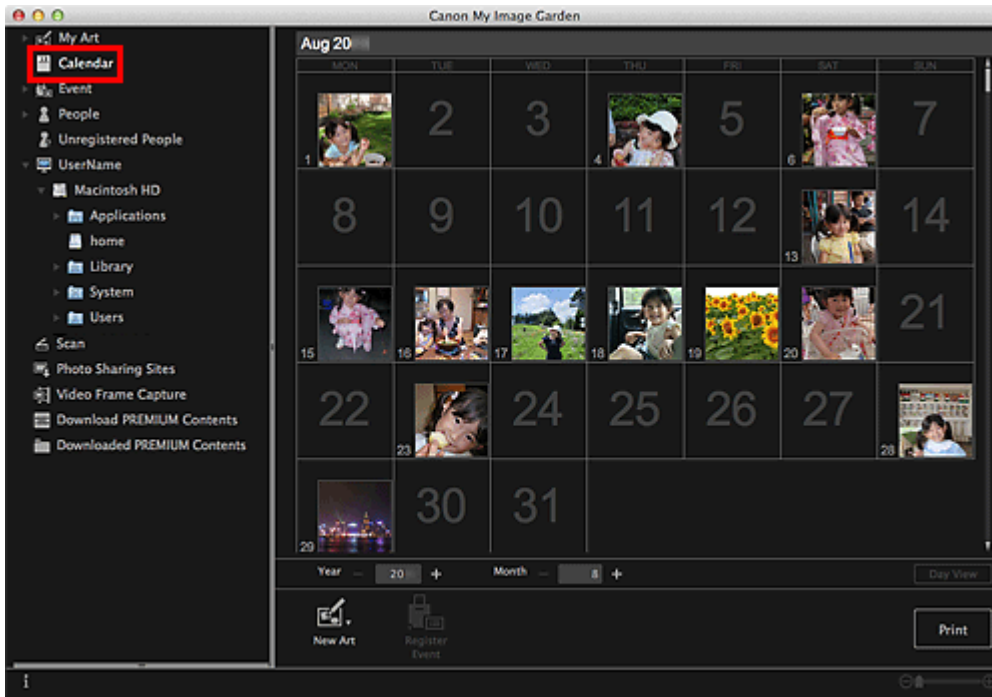 Canon My Image Garden
My Art
Calendar
Event
People
Unregistered People
UserName
Macintosh HD
Applications
home
Library
System
Users
Scan
Photo Sharing Sites
Video Frame Capture
Download PREMIUM Contents
Downloaded PREMIUM Contents
Aug 20
MON TUE WED THU FRI SAT SUN
1 2 3 4 5 6 7
8 9 10 11 12 13 14
15 16 17 18 19 20 21
22 23 24 25 26 27 28
29 30 31
Year − 20 + Month − 8 + Day View
New Art Register Event Print